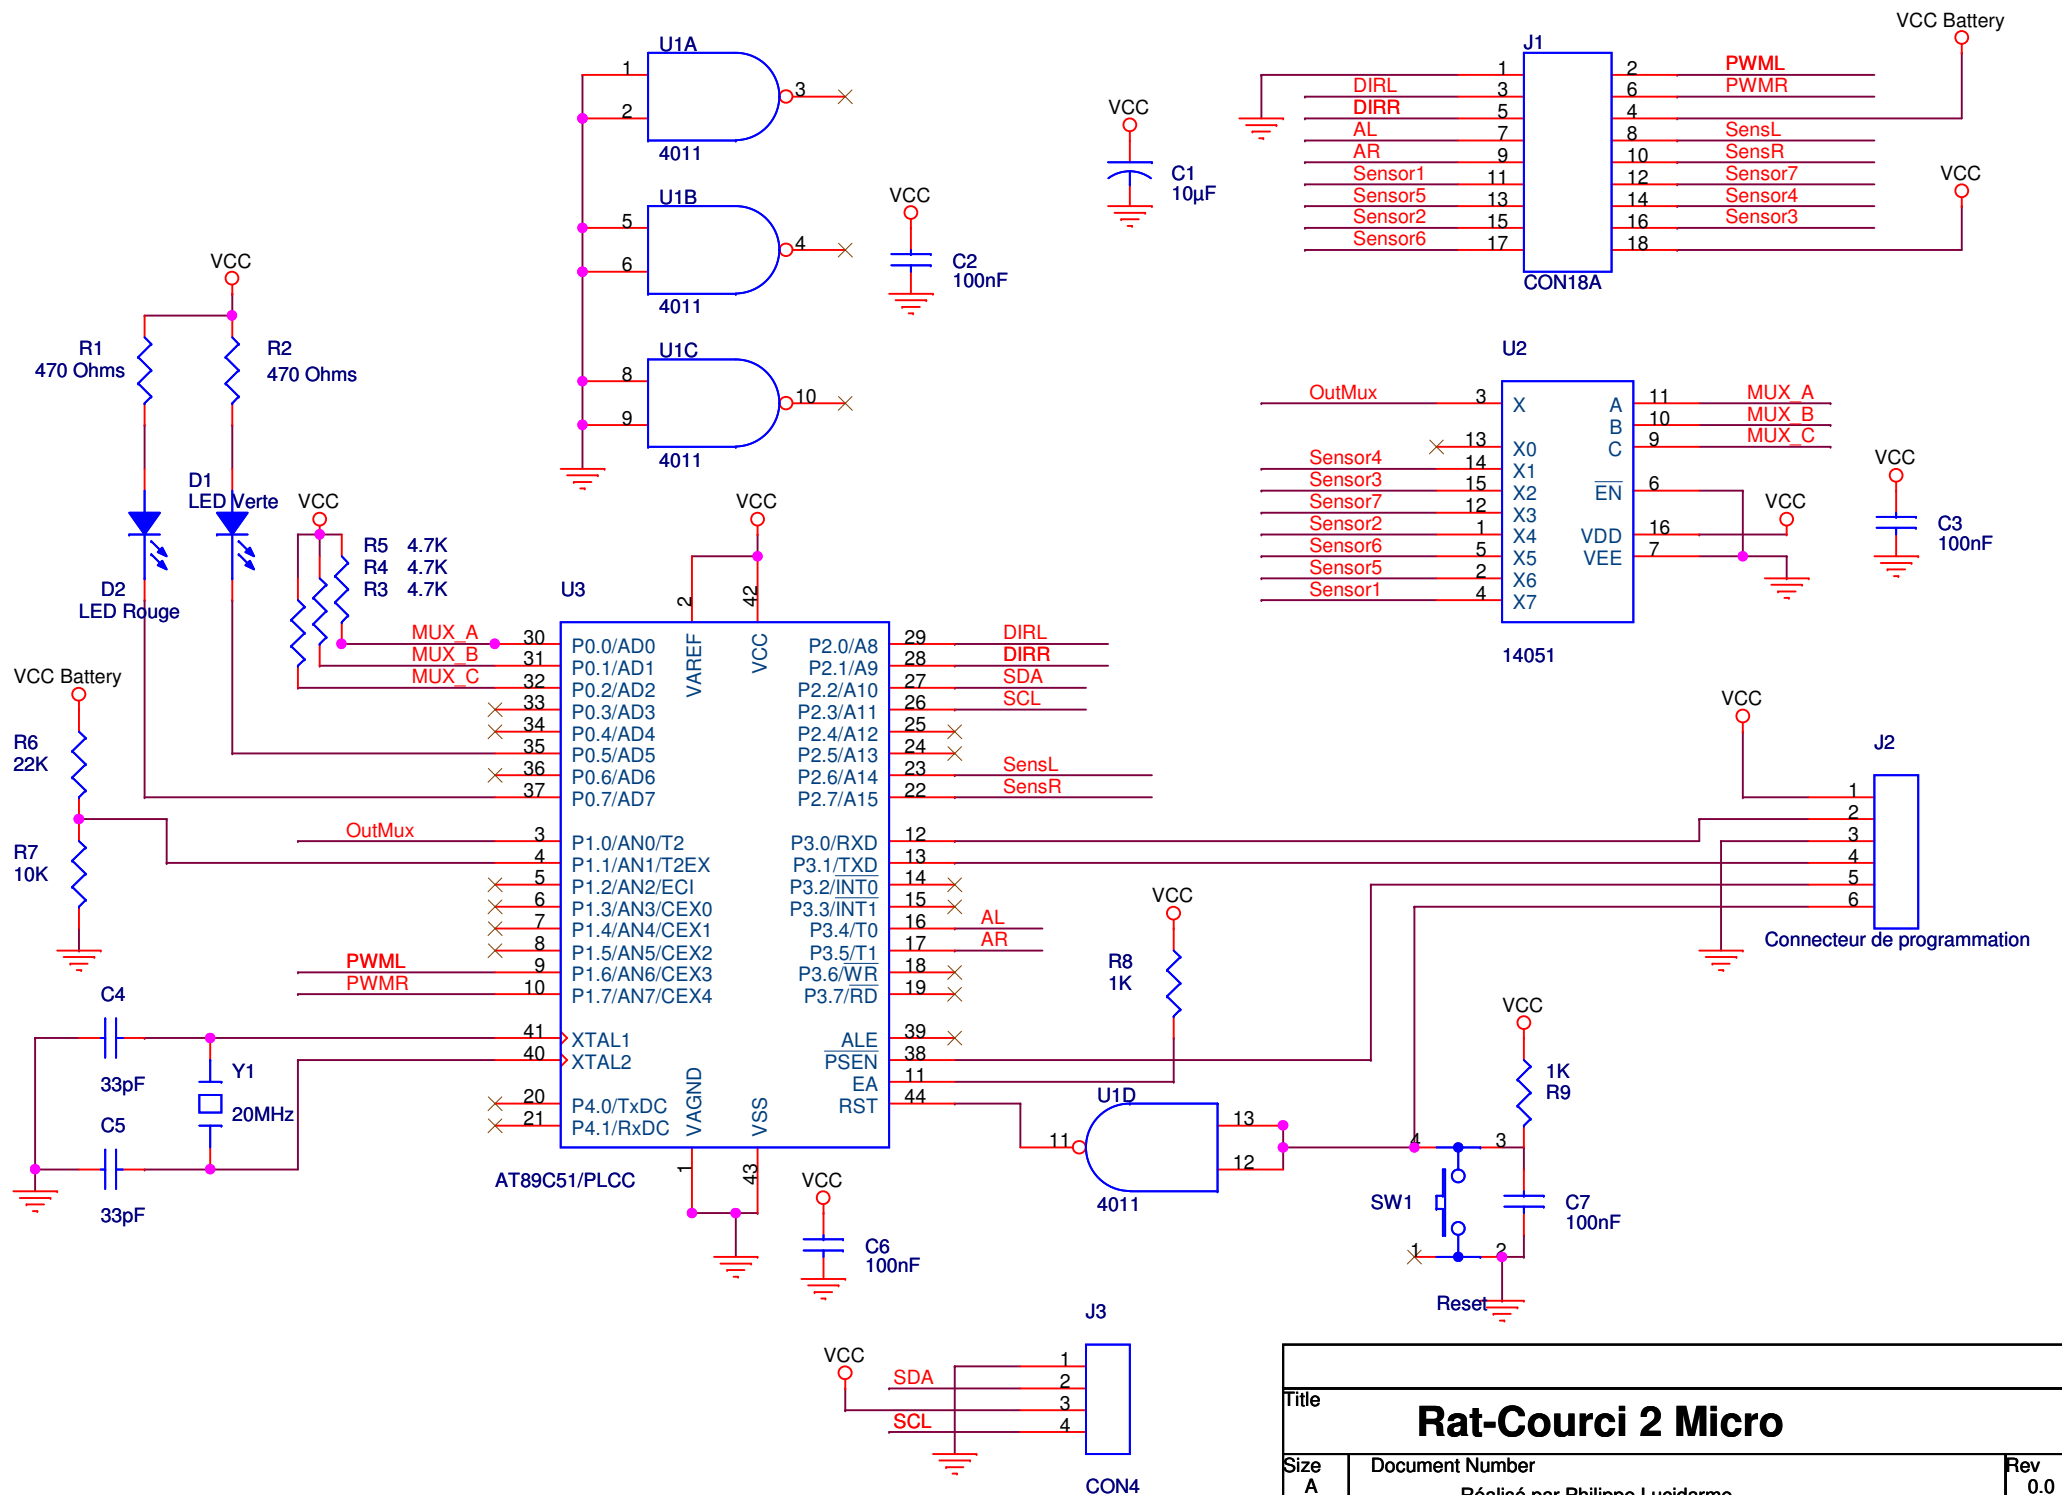 U1A
1
2
3
4011
U1B
5
6
4
4011
U1C
8
9
10
4011
VCC
C2
100nF
VCC
C1
10µF
J1
VCC Battery
1
DIRL 3
DIRR 5
AL 7
AR 9
Sensor1 11
Sensor5 13
Sensor2 15
Sensor6 17
2 PWML
6 PWMR
4
8 SensL
10 SensR
12 Sensor7
14 Sensor4
16 Sensor3
18
VCC
CON18A
VCC
R1
470 Ohms
R2
470 Ohms
D1
LED Verte
D2
LED Rouge
VCC
R5 4.7K
R4 4.7K
R3 4.7K
U2
OutMux 3 X
13 X0
Sensor4 14 X1
Sensor3 15 X2
Sensor7 12 X3
Sensor2 1 X4
Sensor6 5 X5
Sensor5 2 X6
Sensor1 4 X7
A 11 MUX_A
B 10 MUX_B
C 9 MUX_C
EN 6
VDD 16
VEE 7
VCC
14051
VCC
C3
100nF
VCC
U3
2
42
VAREF
VCC
MUX_A 30 P0.0/AD0
MUX_B 31 P0.1/AD1
MUX_C 32 P0.2/AD2
33 P0.3/AD3
34 P0.4/AD4
35 P0.5/AD5
36 P0.6/AD6
37 P0.7/AD7
OutMux 3 P1.0/AN0/T2
4 P1.1/AN1/T2EX
5 P1.2/AN2/ECI
6 P1.3/AN3/CEX0
7 P1.4/AN4/CEX1
8 P1.5/AN5/CEX2
PWML 9 P1.6/AN6/CEX3
PWMR 10 P1.7/AN7/CEX4
41 XTAL1
40 XTAL2
20 P4.0/TxDC
21 P4.1/RxDC
P2.0/A8 29 DIRL
P2.1/A9 28 DIRR
P2.2/A10 27 SDA
P2.3/A11 26 SCL
P2.4/A12 25
P2.5/A13 24
P2.6/A14 23 SensL
P2.7/A15 22 SensR
P3.0/RXD 12
P3.1/TXD 13
P3.2/INT0 14
P3.3/INT1 15
P3.4/T0 16 AL
P3.5/T1 17 AR
P3.6/WR 18
P3.7/RD 19
ALE 39
PSEN 38
EA 11
RST 44
VAGND
VSS
1
43
AT89C51/PLCC
VCC Battery
R6
22K
R7
10K
C4
33pF
Y1
20MHz
C5
33pF
VCC
C6
100nF
VCC
J2
1
2
3
4
5
6
Connecteur de programmation
VCC
R8
1K
U1D
11
13
12
4011
VCC
1K
R9
4
3
SW1
1
2
C7
100nF
Reset
J3
VCC
1
SDA 2
3
SCL 4
CON4
Title
Rat-Courci 2 Micro
Size
A
Document Number
Réalisé par Philippe Lucidarme
Rev
0.0